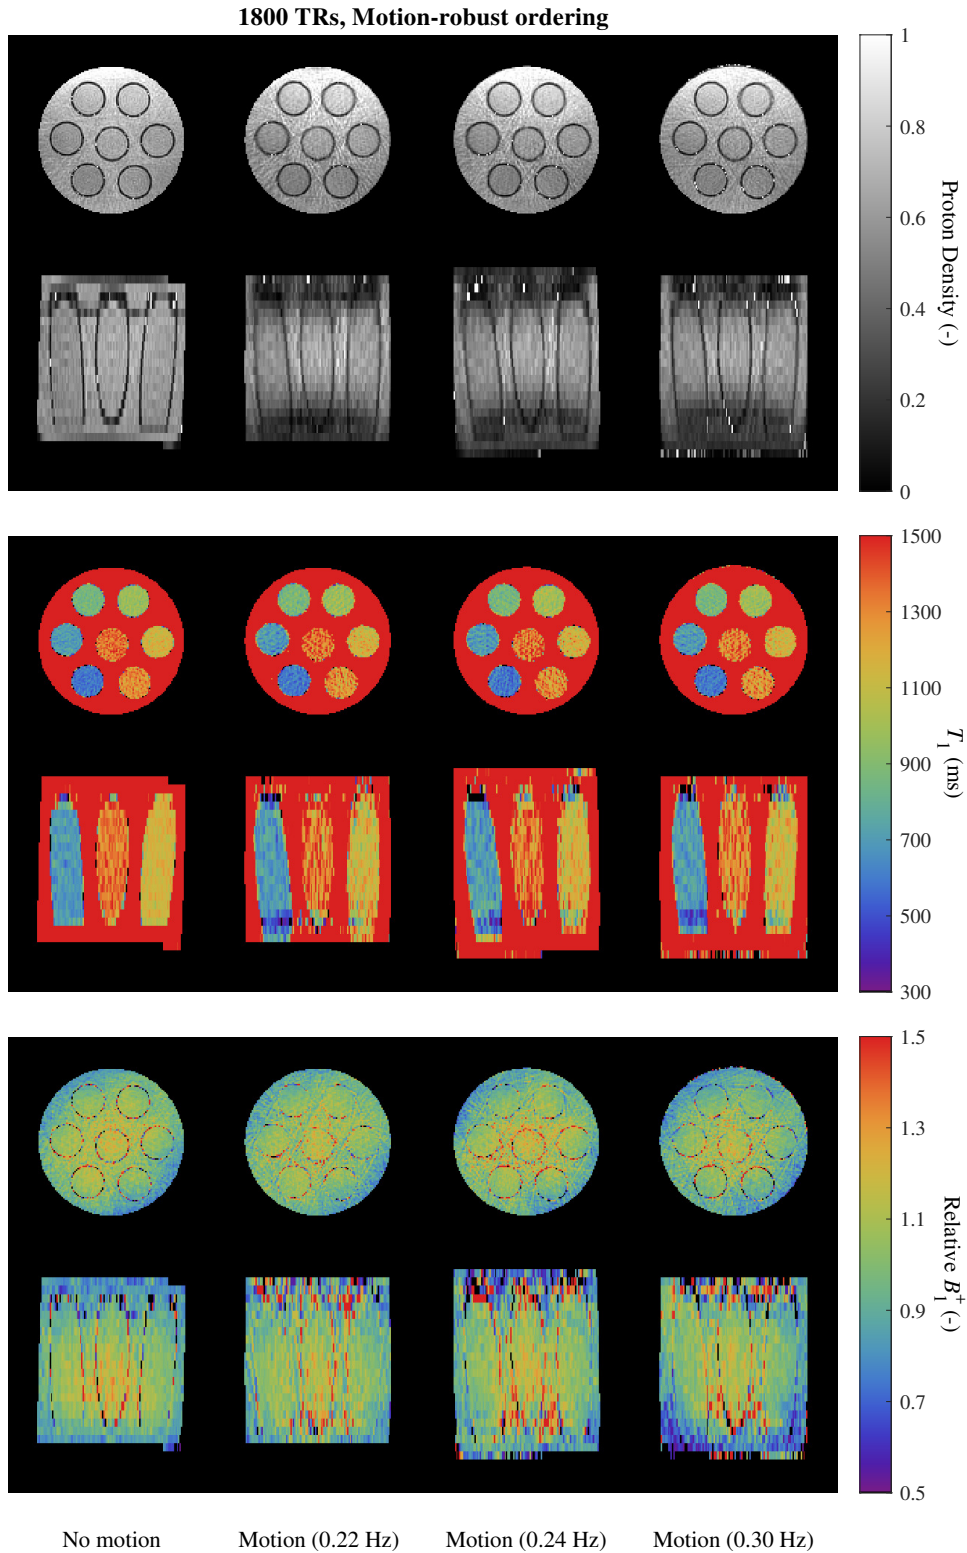 1800 TRs, Motion-robust ordering
1
0.8
0.6
0.4
0.2
0
Proton Density (-)
1500
1300
1100
900
700
500
300
T1 (ms)
1.5
1.3
1.1
0.9
0.7
0.5
Relative B1+ (-)
No motion
Motion (0.22 Hz)
Motion (0.24 Hz)
Motion (0.30 Hz)